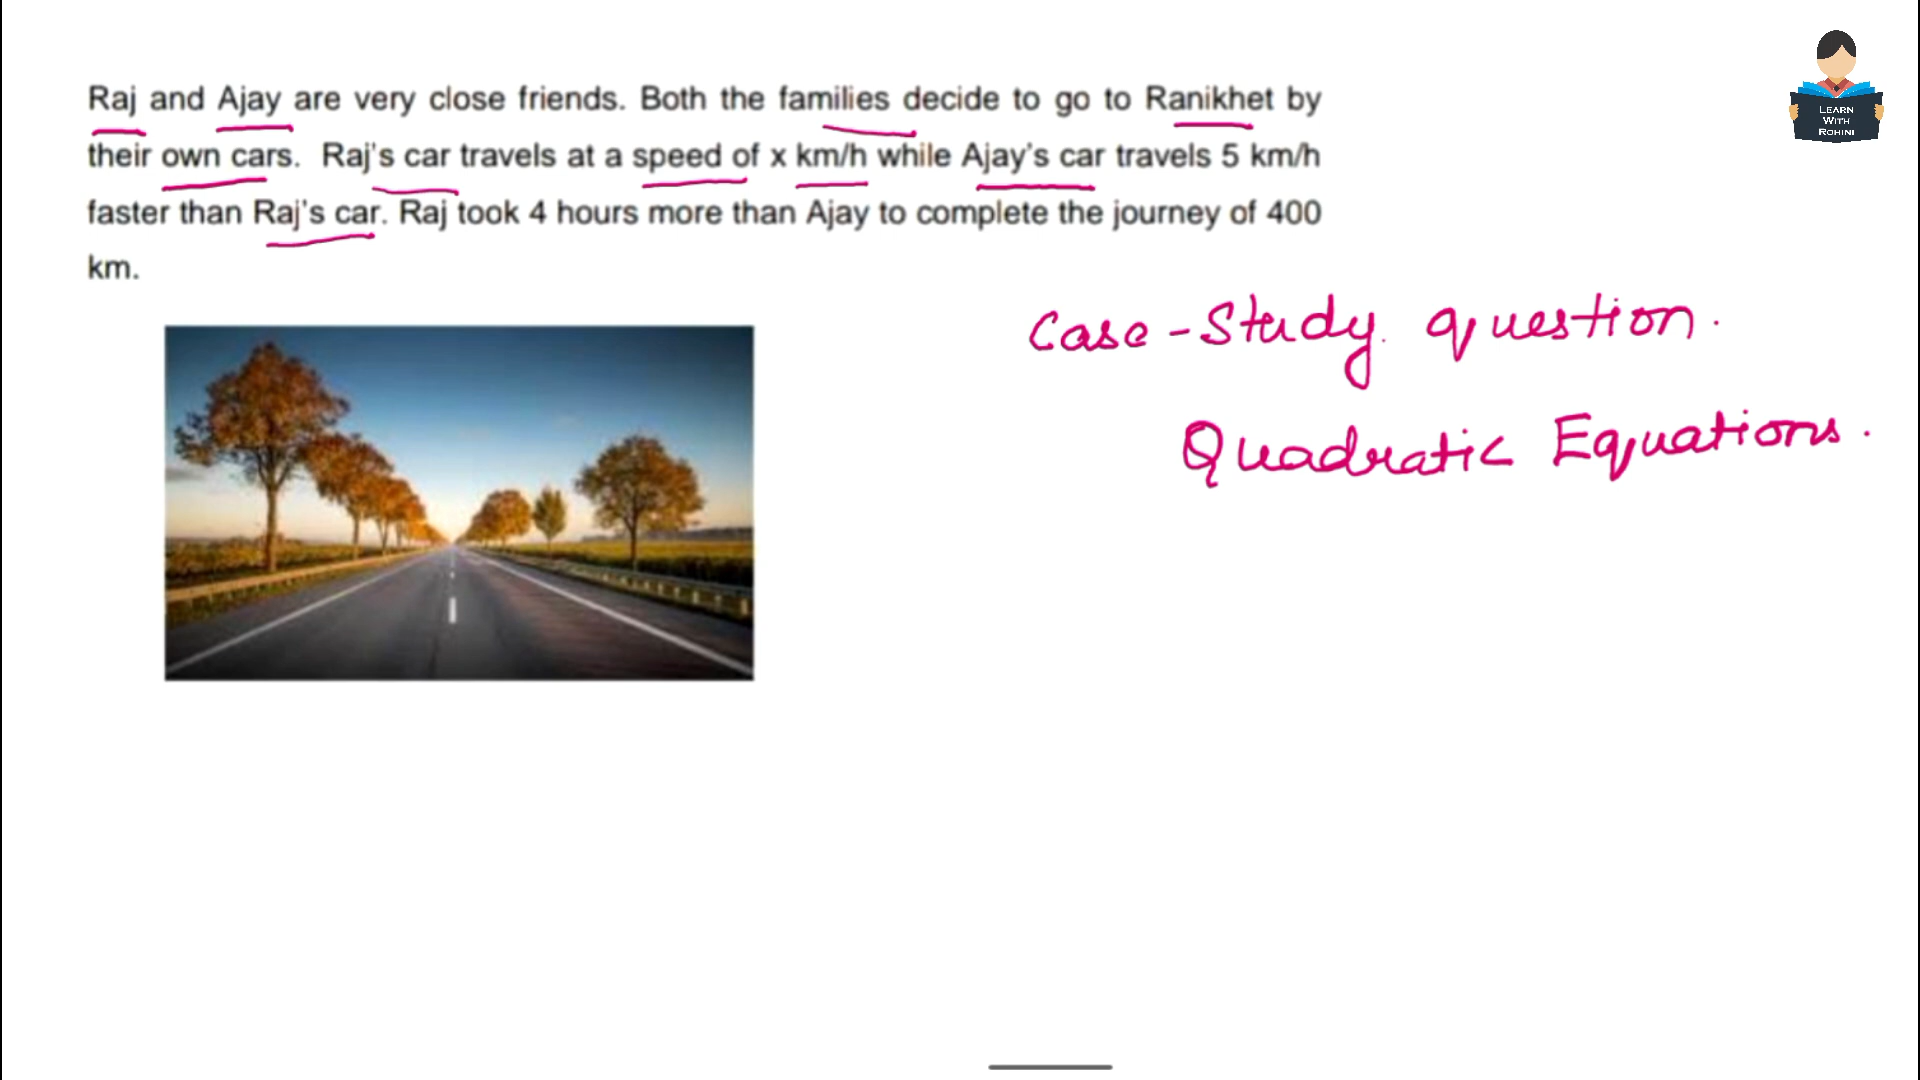 Raj and Ajay are very close friends. Both the families decide to go to Ranikhet by
their own cars. Raj's car travels at a speed of x km/h while Ajay's car travels 5 km/h
faster than Raj's car. Raj took 4 hours more than Ajay to complete the journey of 400
km.
Case-Study question.
Quadratic Equations.
LEARN
WITH
ROHINI